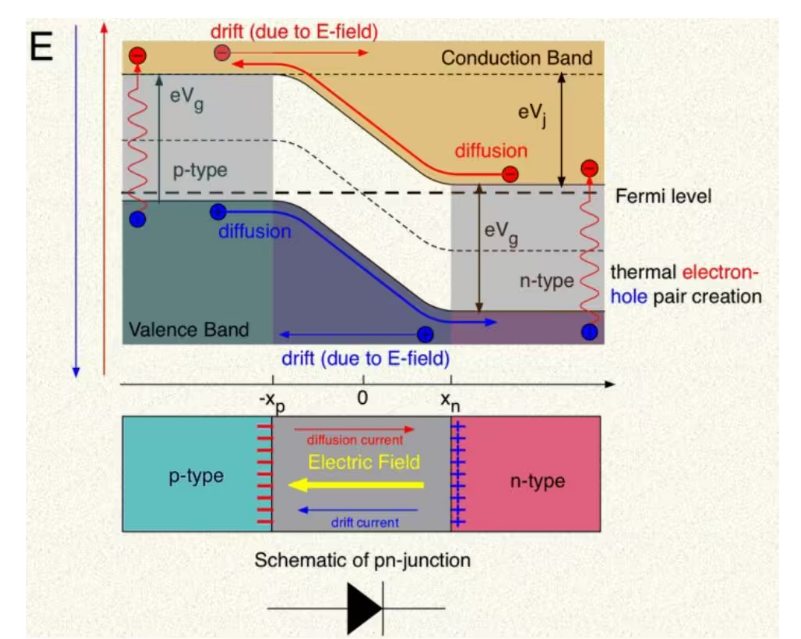 E
drift (due to E-field)
Conduction Band
eVg
eVj
diffusion
p-type
Fermi level
diffusion
eVg
n-type
thermal electron-
hole pair creation
Valence Band
drift (due to E-field)
-xp
0
xn
diffusion current
Electric Field
p-type
n-type
drift current
Schematic of pn-junction